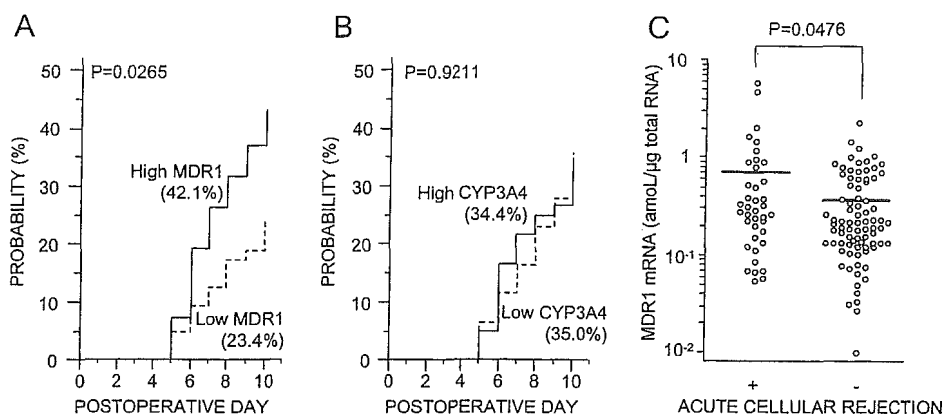 A
P=0.0265
PROBABILITY (%)
50
40
30
20
10
0
High MDR1
(42.1%)
Low MDR1
(23.4%)
0 2 4 6 8 10
POSTOPERATIVE DAY
B
P=0.9211
PROBABILITY (%)
50
40
30
20
10
0
High CYP3A4
(34.4%)
Low CYP3A4
(35.0%)
0 2 4 6 8 10
POSTOPERATIVE DAY
C
P=0.0476
MDR1 mRNA (amoL/µg total RNA)
10
1
10-1
10-2
+ -
ACUTE CELLULAR REJECTION